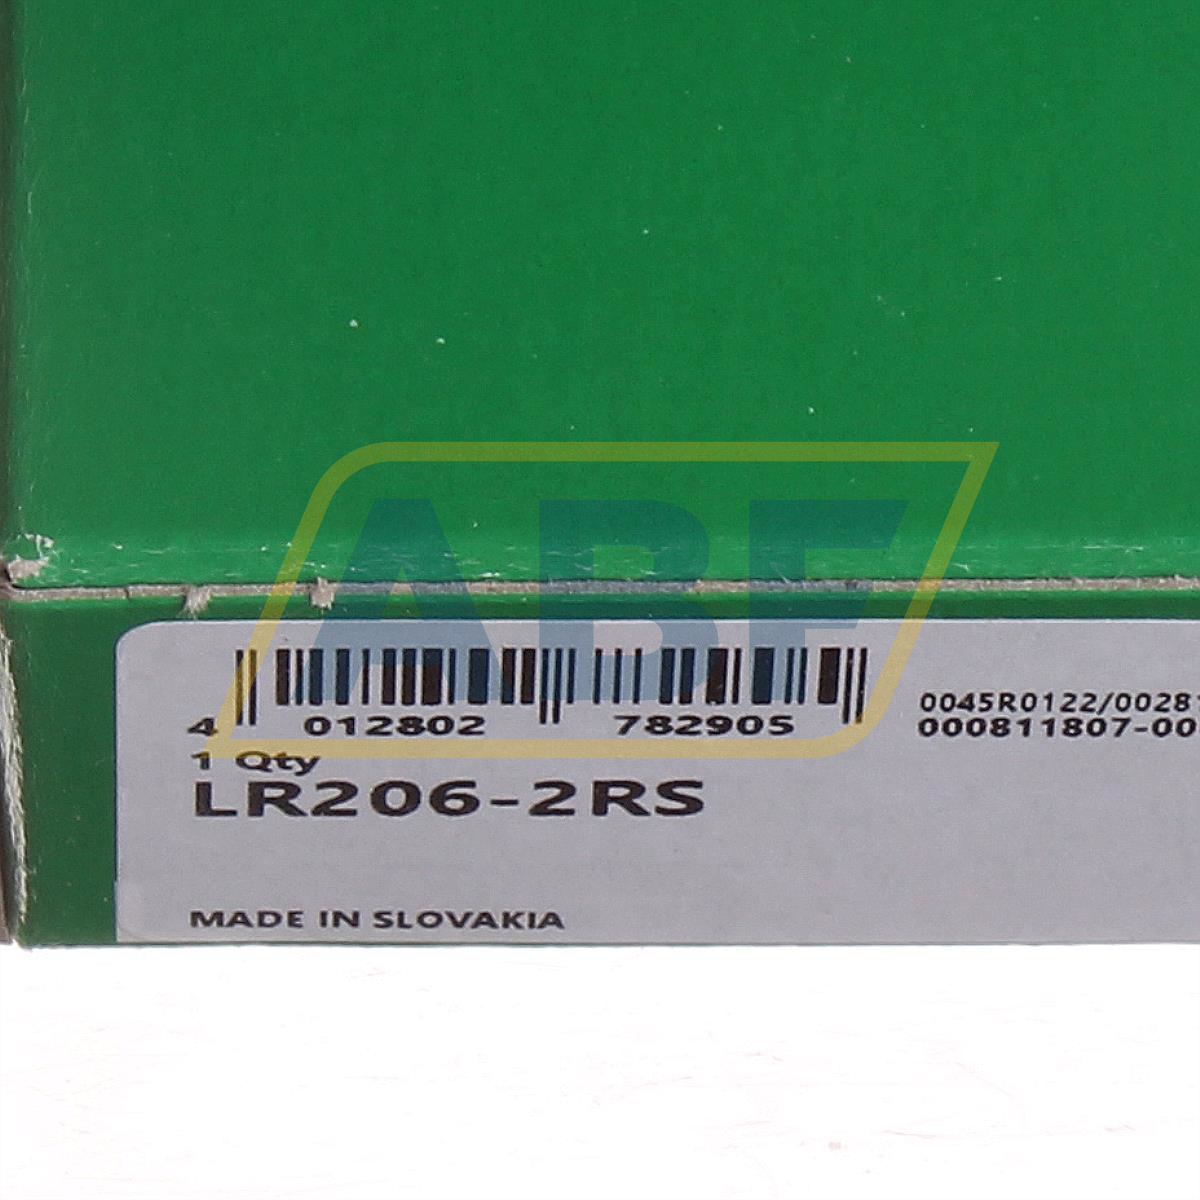 ABF
4 012802 782905
0045R0122/0028
000811807-00
1 Qty
LR206-2RS
MADE IN SLOVAKIA